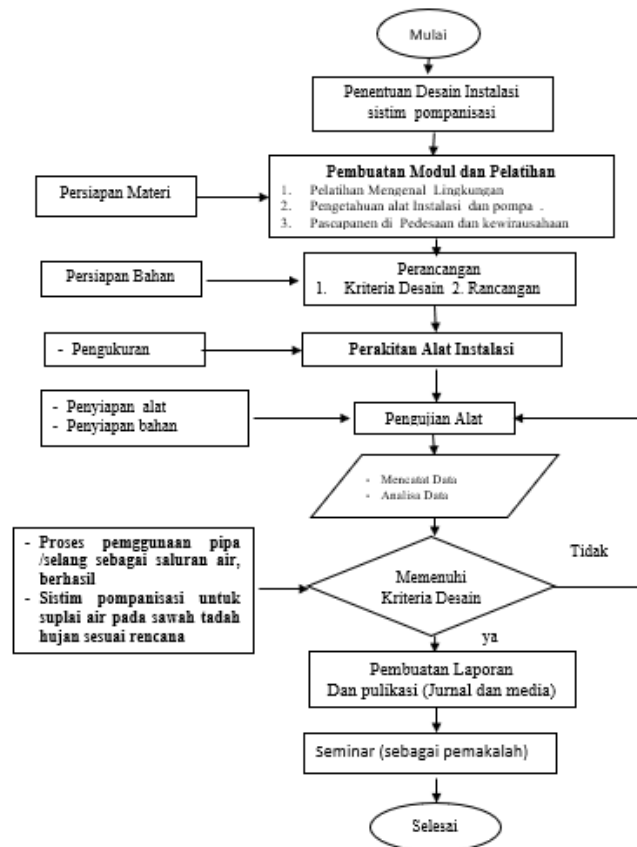 Mulai
Penentuan Desain Instalasi
sistim pompanisasi
Pembuatan Modul dan Pelatihan
1. Pelatihan Mengenal Lingkungan
2. Pengetahuan alat Instalasi dan pompa .
3. Pascapanen di Pedesaan dan kewirausahaan
Persiapan Materi
Perancangan
1. Kriteria Desain 2. Rancangan
Persiapan Bahan
Perakitan Alat Instalasi
- Pengukuran
Pengujian Alat
- Penyiapan alat
- Penyiapan bahan
- Mencatat Data
- Analisa Data
- Proses pemggunaan pipa
/selang sebagai saluran air,
berhasil
- Sistim pompanisasi untuk
suplai air pada sawah tadah
hujan sesuai rencana
Memenuhi
Kriteria Desain
Tidak
ya
Pembuatan Laporan
Dan pulikasi (Jurnal dan media)
Seminar (sebagai pemakalah)
Selesai